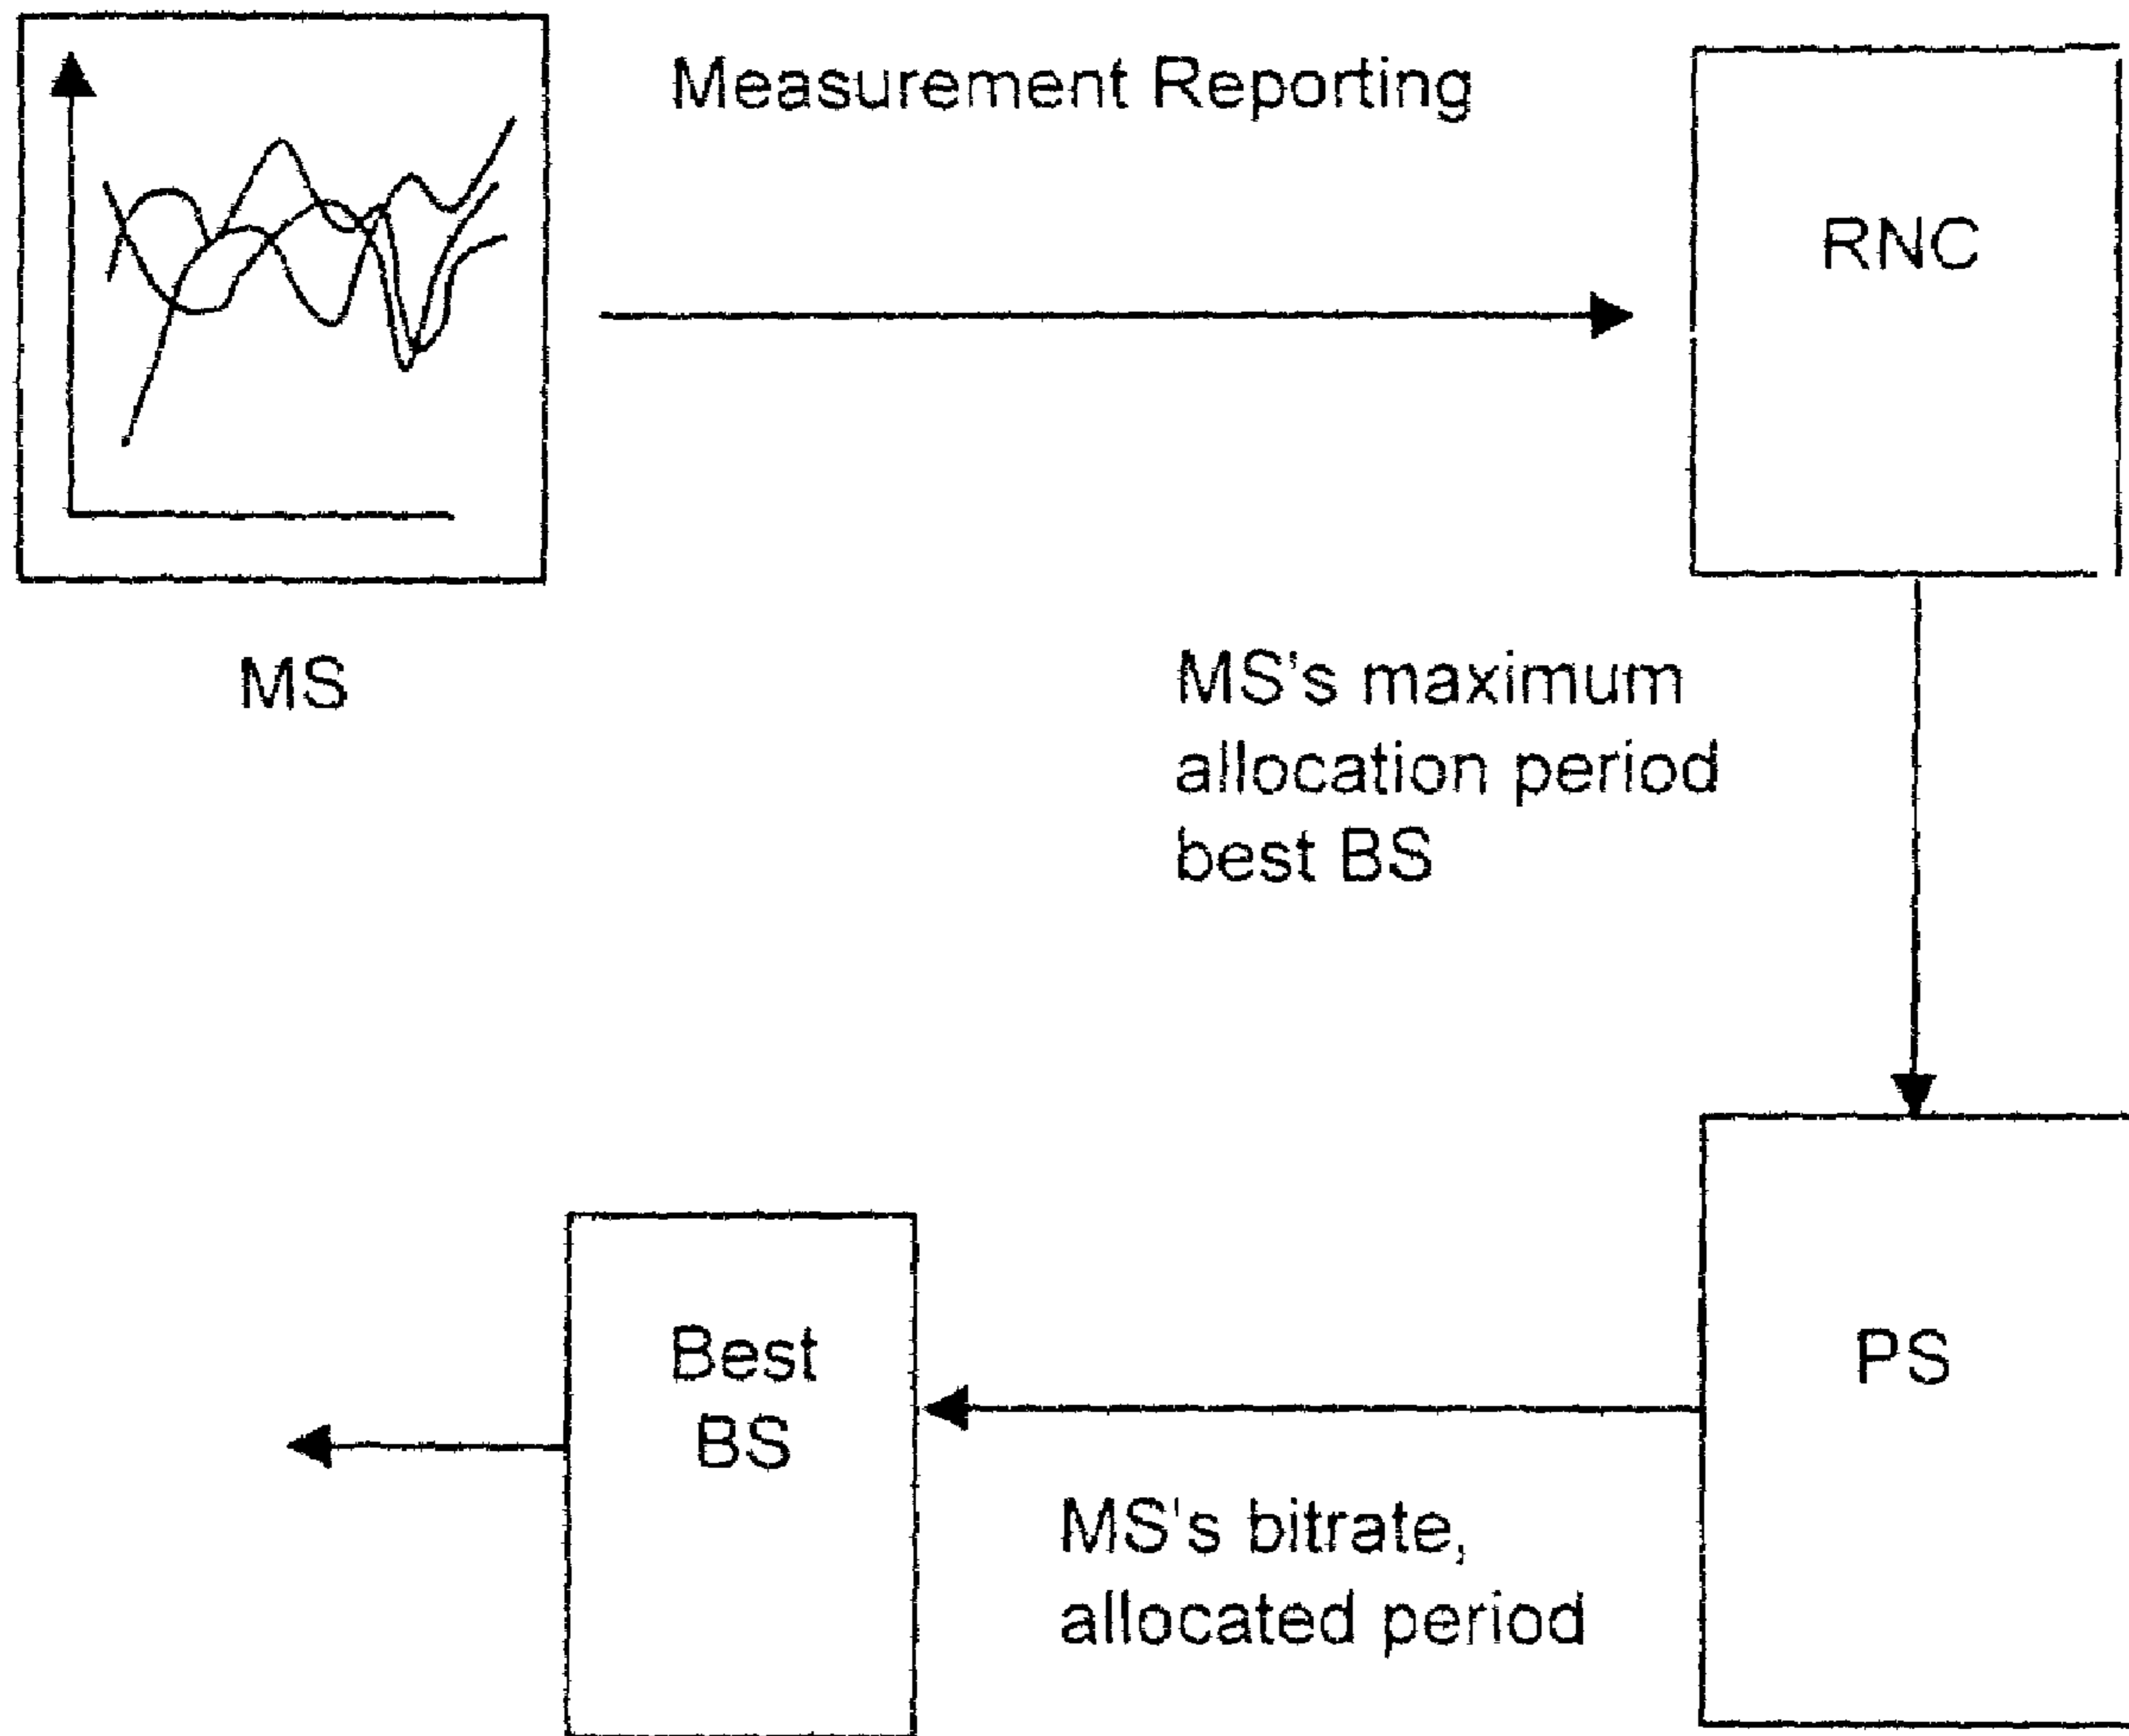 Measurement Reporting
RNC
MS
MS's maximum
allocation period
best BS
Best
BS
PS
MS's bitrate,
allocated period